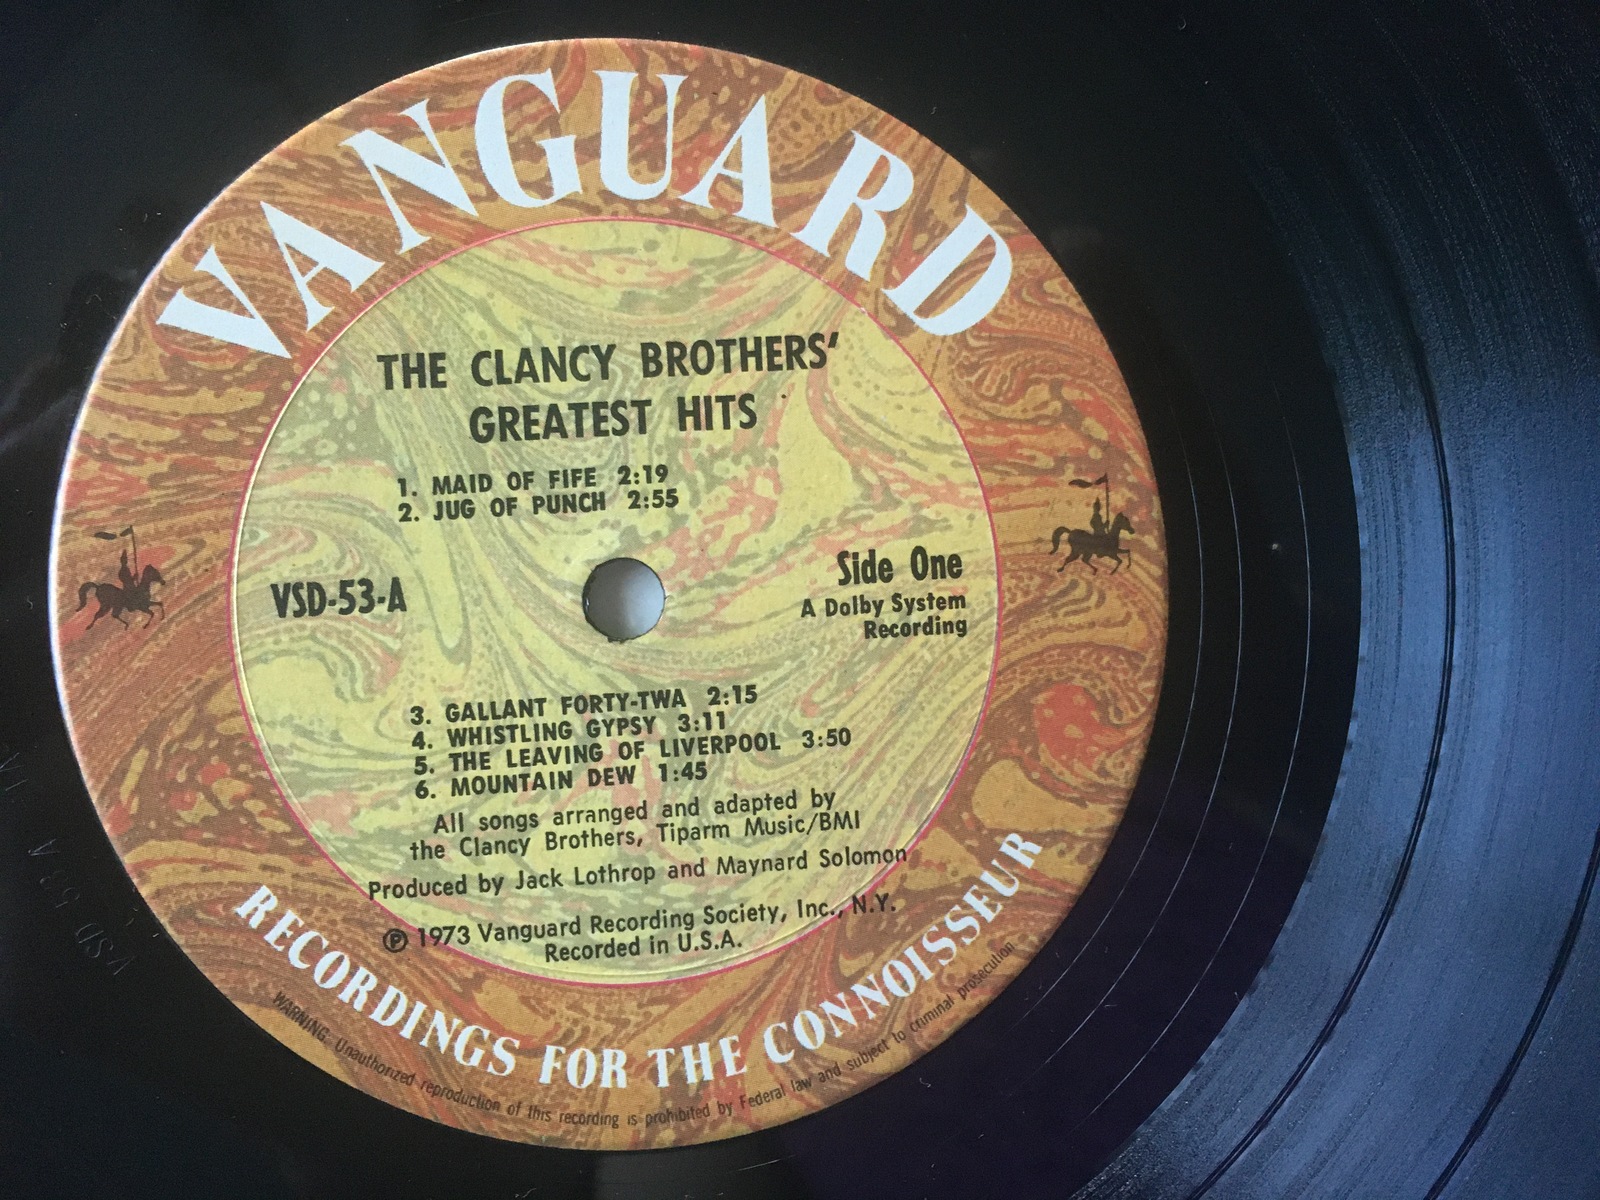 VANGUARD
THE CLANCY BROTHERS'
GREATEST HITS
1. MAID OF FIFE 2:19
2. JUG OF PUNCH 2:55
VSD-53-A
Side One
A Dolby System
Recording
3. GALLANT FORTY-TWA 2:15
4. WHISTLING GYPSY 3:11
5. THE LEAVING OF LIVERPOOL 3:50
6. MOUNTAIN DEW 1:45
All songs arranged and adapted by
the Clancy Brothers, Tiparm Music/BMI
Produced by Jack Lothrop and Maynard Solomon
Ⓟ 1973 Vanguard Recording Society, Inc., N.Y.
Recorded in U.S.A.
RECORDINGS FOR THE CONNOISSEUR
WARNING: Unauthorized reproduction of this recording is prohibited by Federal law and subject to criminal prosecution
VSD 53 A